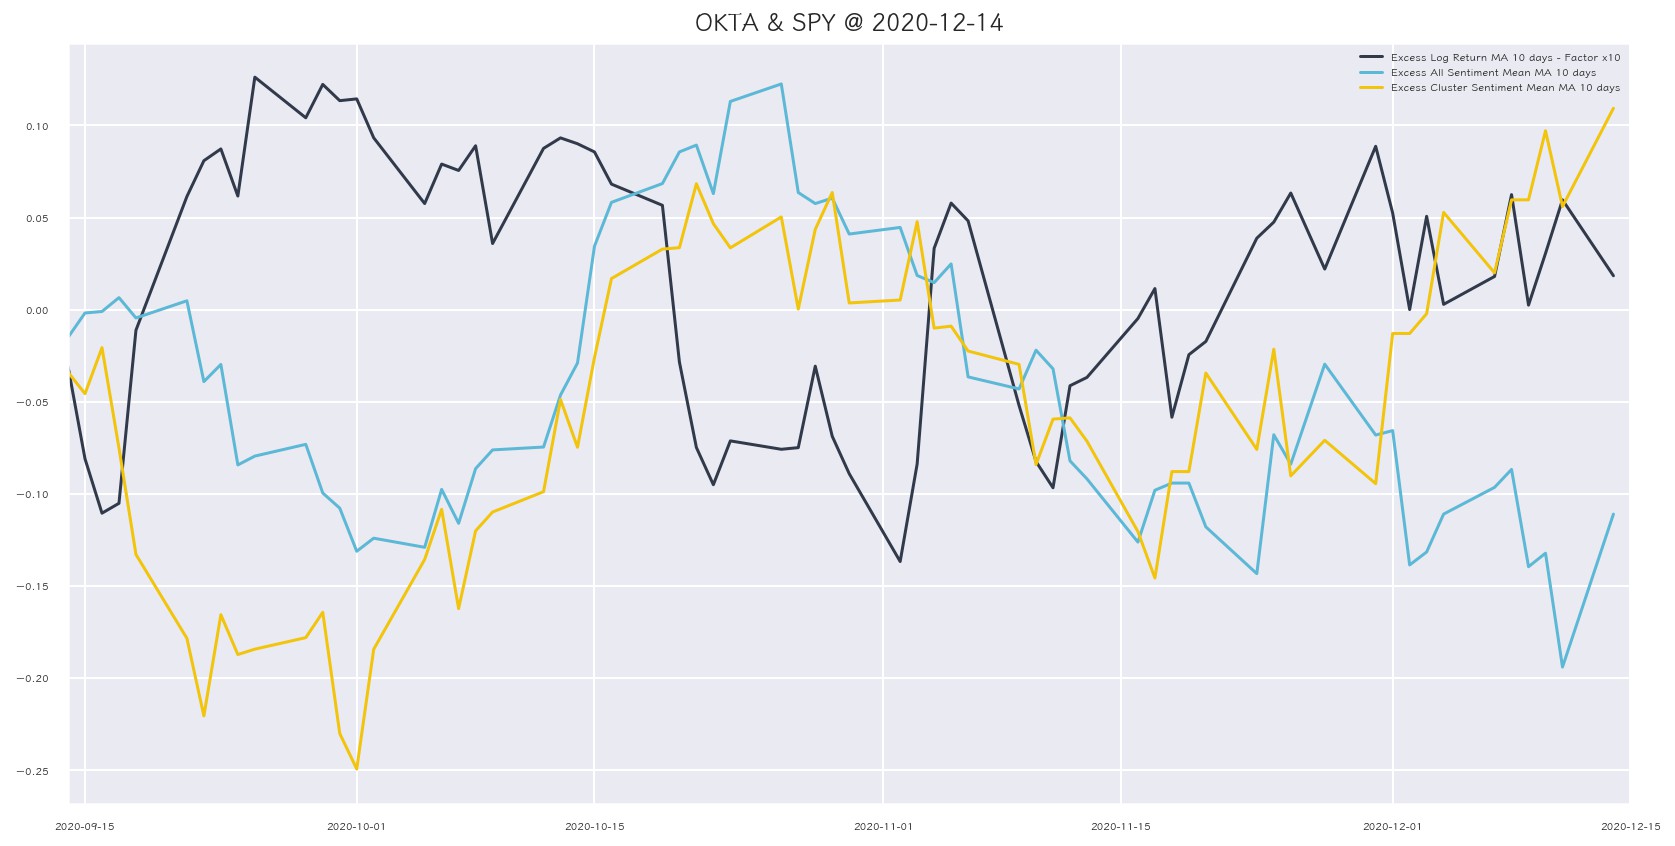 OKTA & SPY @ 2020-12-14
Excess Log Return MA 10 days - Factor x10
Excess All Sentiment Mean MA 10 days
Excess Cluster Sentiment Mean MA 10 days
0.10
0.05
0.00
−0.05
−0.10
−0.15
−0.20
−0.25
2020-09-15 2020-10-01 2020-10-15 2020-11-01 2020-11-15 2020-12-01 2020-12-15